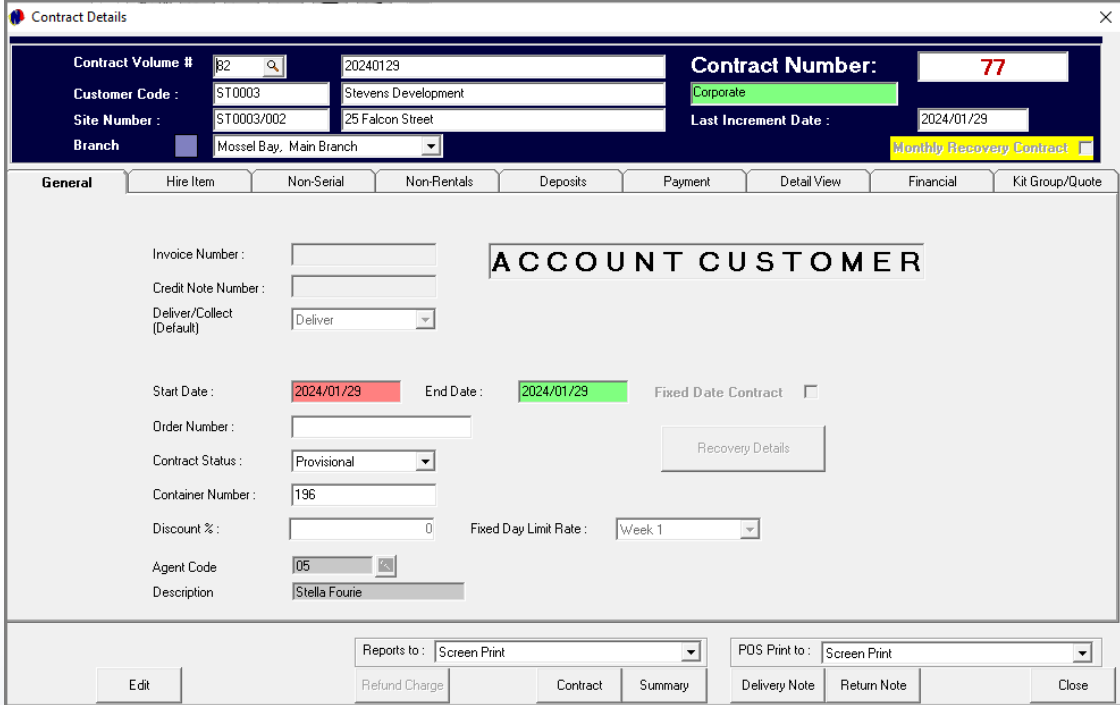 Contract Details
Contract Volume # 82 20240129 Contract Number: 77
Customer Code : ST0003 Stevens Development Corporate
Site Number : ST0003/002 25 Falcon Street Last Increment Date : 2024/01/29
Branch Mossel Bay, Main Branch Monthly Recovery Contract
General Hire Item Non-Serial Non-Rentals Deposits Payment Detail View Financial Kit Group/Quote
Invoice Number : ACCOUNT CUSTOMER
Credit Note Number :
Deliver/Collect
(Default) Deliver
Start Date : 2024/01/29 End Date : 2024/01/29 Fixed Date Contract
Order Number :
Recovery Details
Contract Status : Provisional
Container Number : 196
Discount % : 0 Fixed Day Limit Rate : Week 1
Agent Code 05
Description Stella Fourie
Reports to : Screen Print POS Print to : Screen Print
Edit Refund Charge Contract Summary Delivery Note Return Note Close